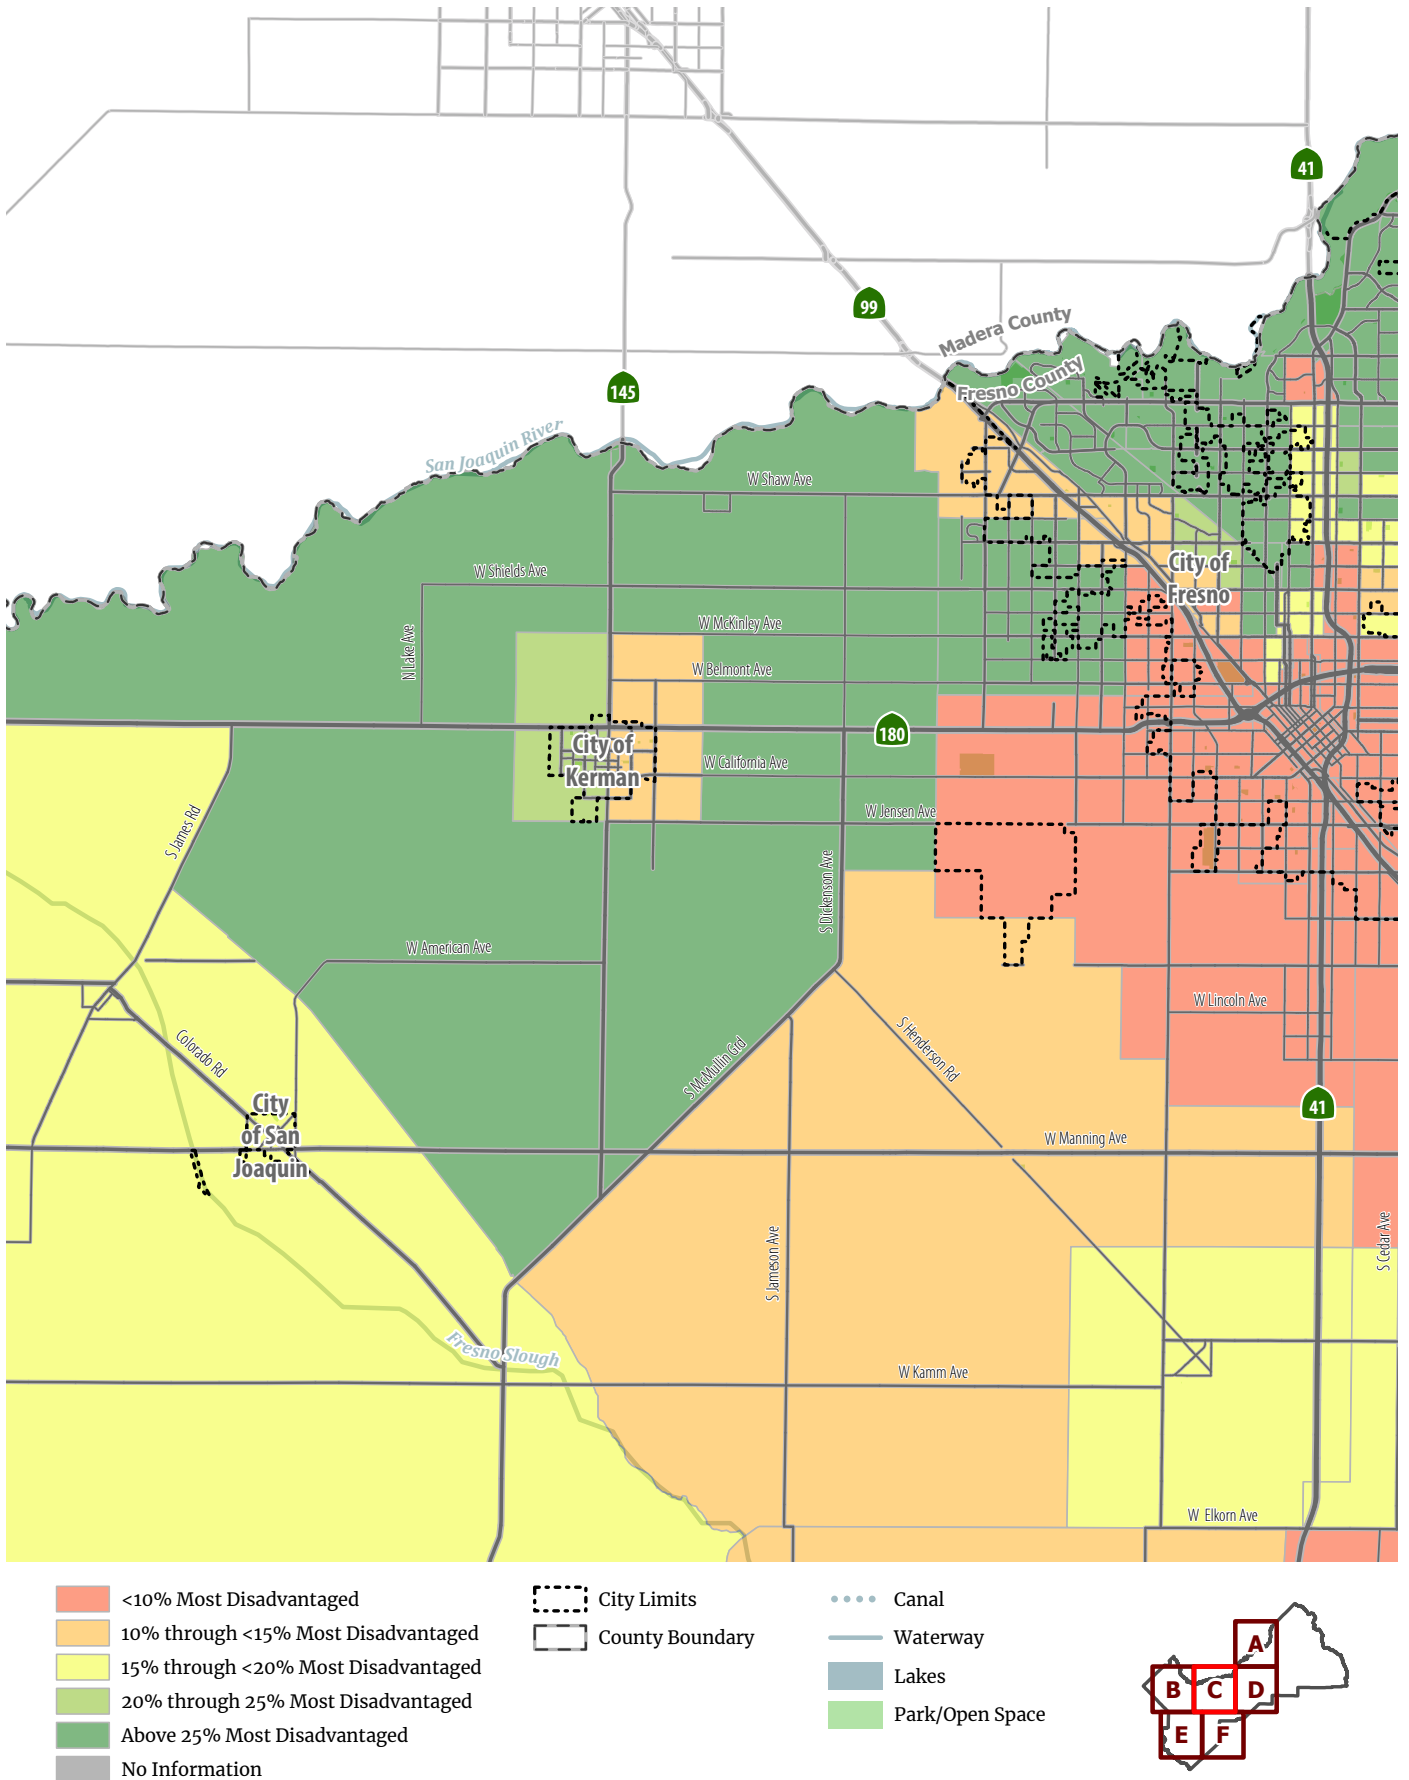 41
99
Madera County
Fresno County
145
San Joaquin River
W Shaw Ave
W Shields Ave
City of
Fresno
N Lake Ave
W McKinley Ave
W Belmont Ave
180
City of
Kerman
W California Ave
S James Rd
W Jensen Ave
S Dickenson Ave
W American Ave
W Lincoln Ave
S Henderson Rd
Colorado Rd
S McMullin Grd
City
of San
Joaquin
41
W Manning Ave
S Cedar Ave
S Jameson Ave
Fresno Slough
W Kamm Ave
W Elkorn Ave
<10% Most Disadvantaged
10% through <15% Most Disadvantaged
15% through <20% Most Disadvantaged
20% through 25% Most Disadvantaged
Above 25% Most Disadvantaged
No Information
City Limits
County Boundary
Canal
Waterway
Lakes
Park/Open Space
A
B C D
E F